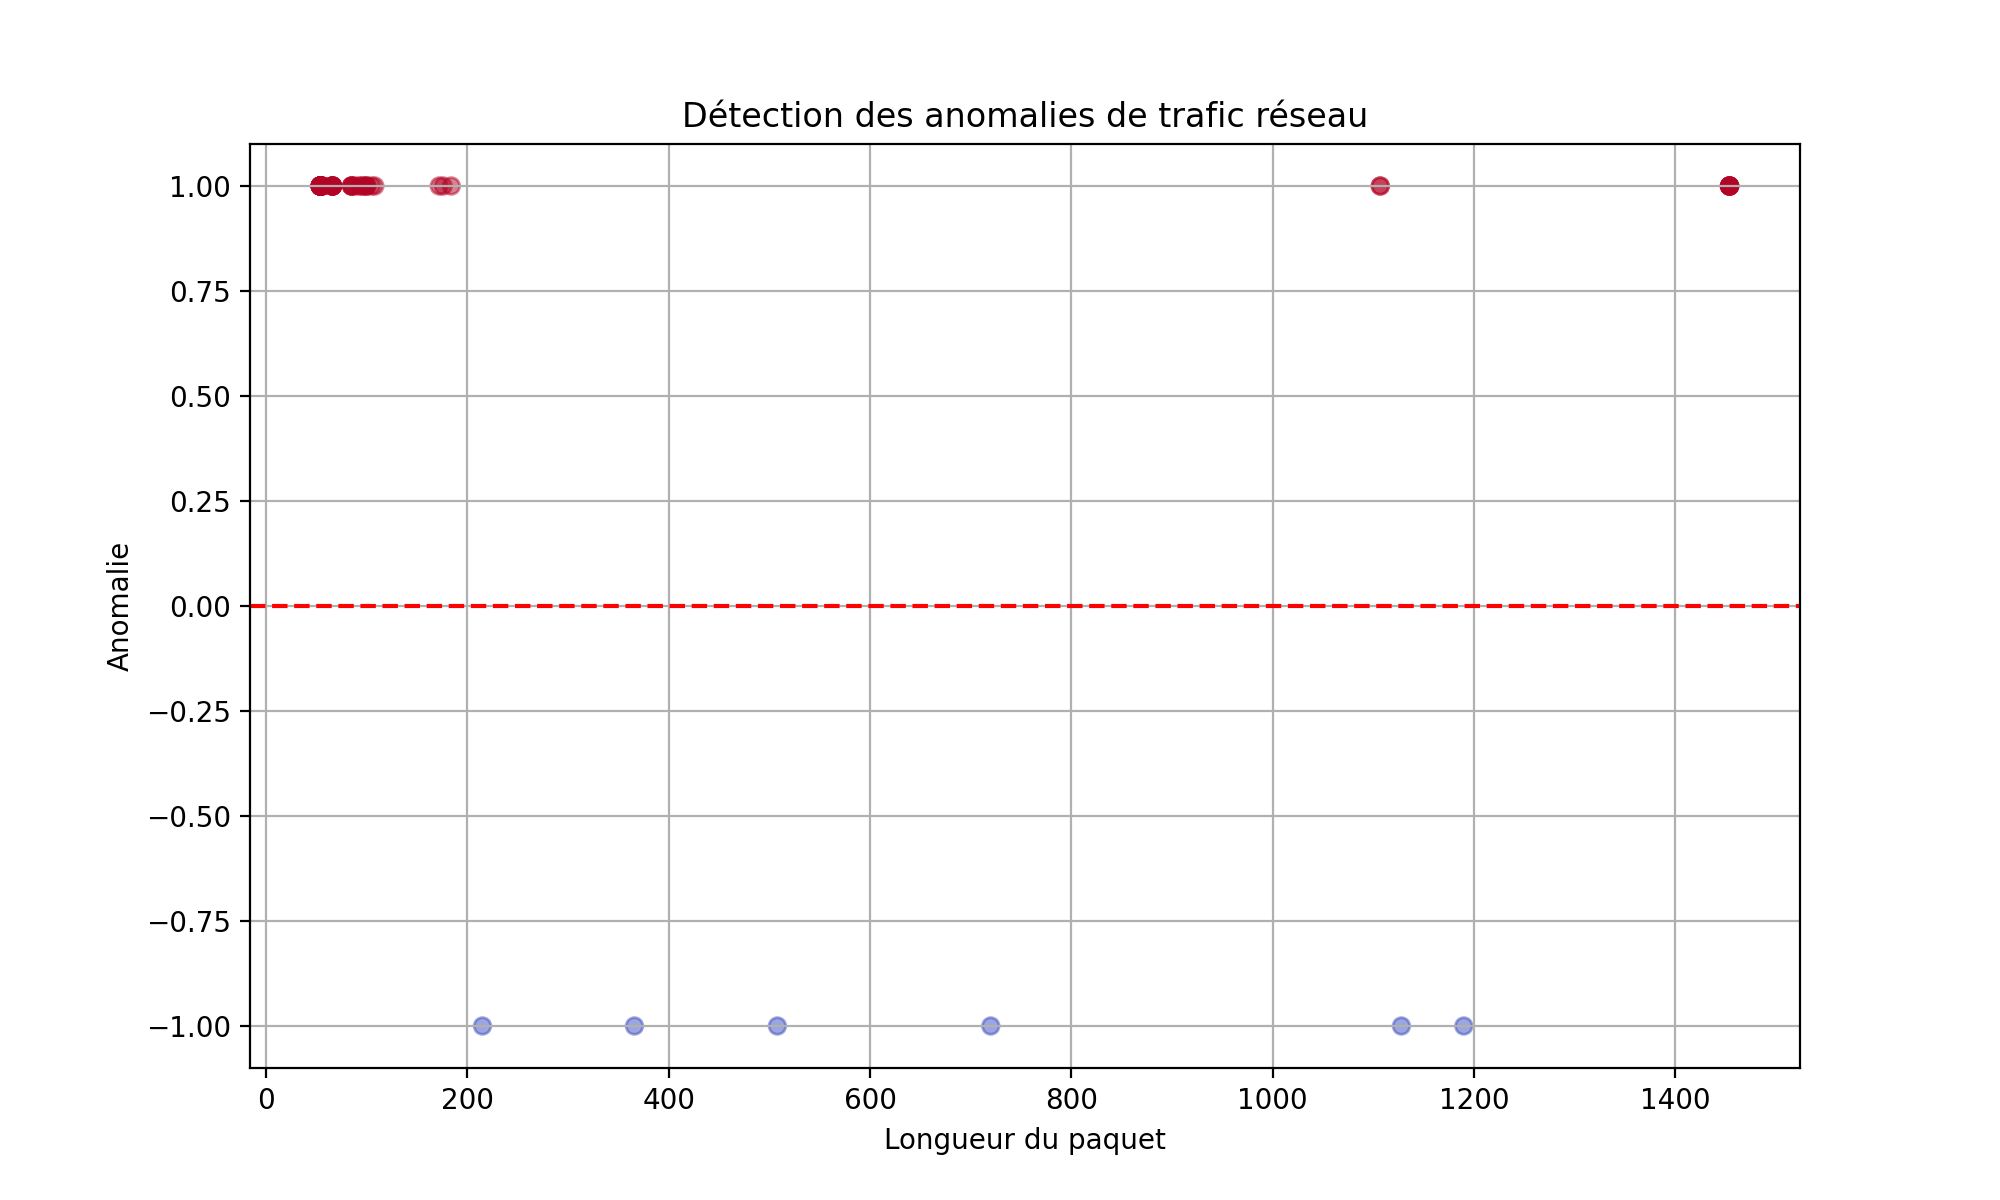 Détection des anomalies de trafic réseau
1.00
0.75
0.50
0.25
0.00
−0.25
−0.50
−0.75
−1.00
Anomalie
0 200 400 600 800 1000 1200 1400
Longueur du paquet